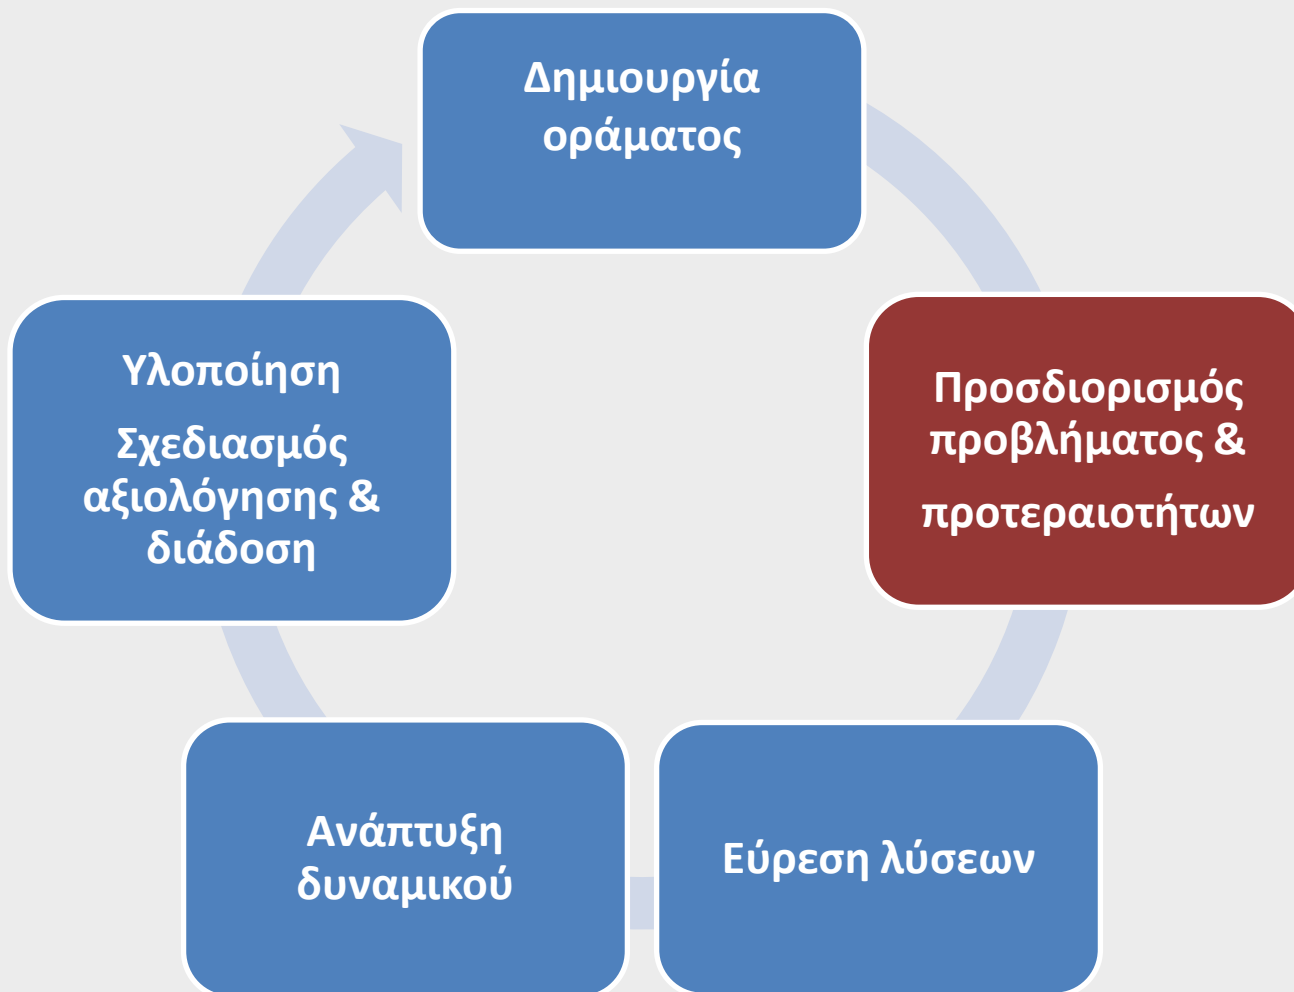 Δημιουργία
οράματος
Προσδιορισμός
προβλήματος &
προτεραιοτήτων
Εύρεση λύσεων
Ανάπτυξη
δυναμικού
Υλοποίηση
Σχεδιασμός
αξιολόγησης &
διάδοση